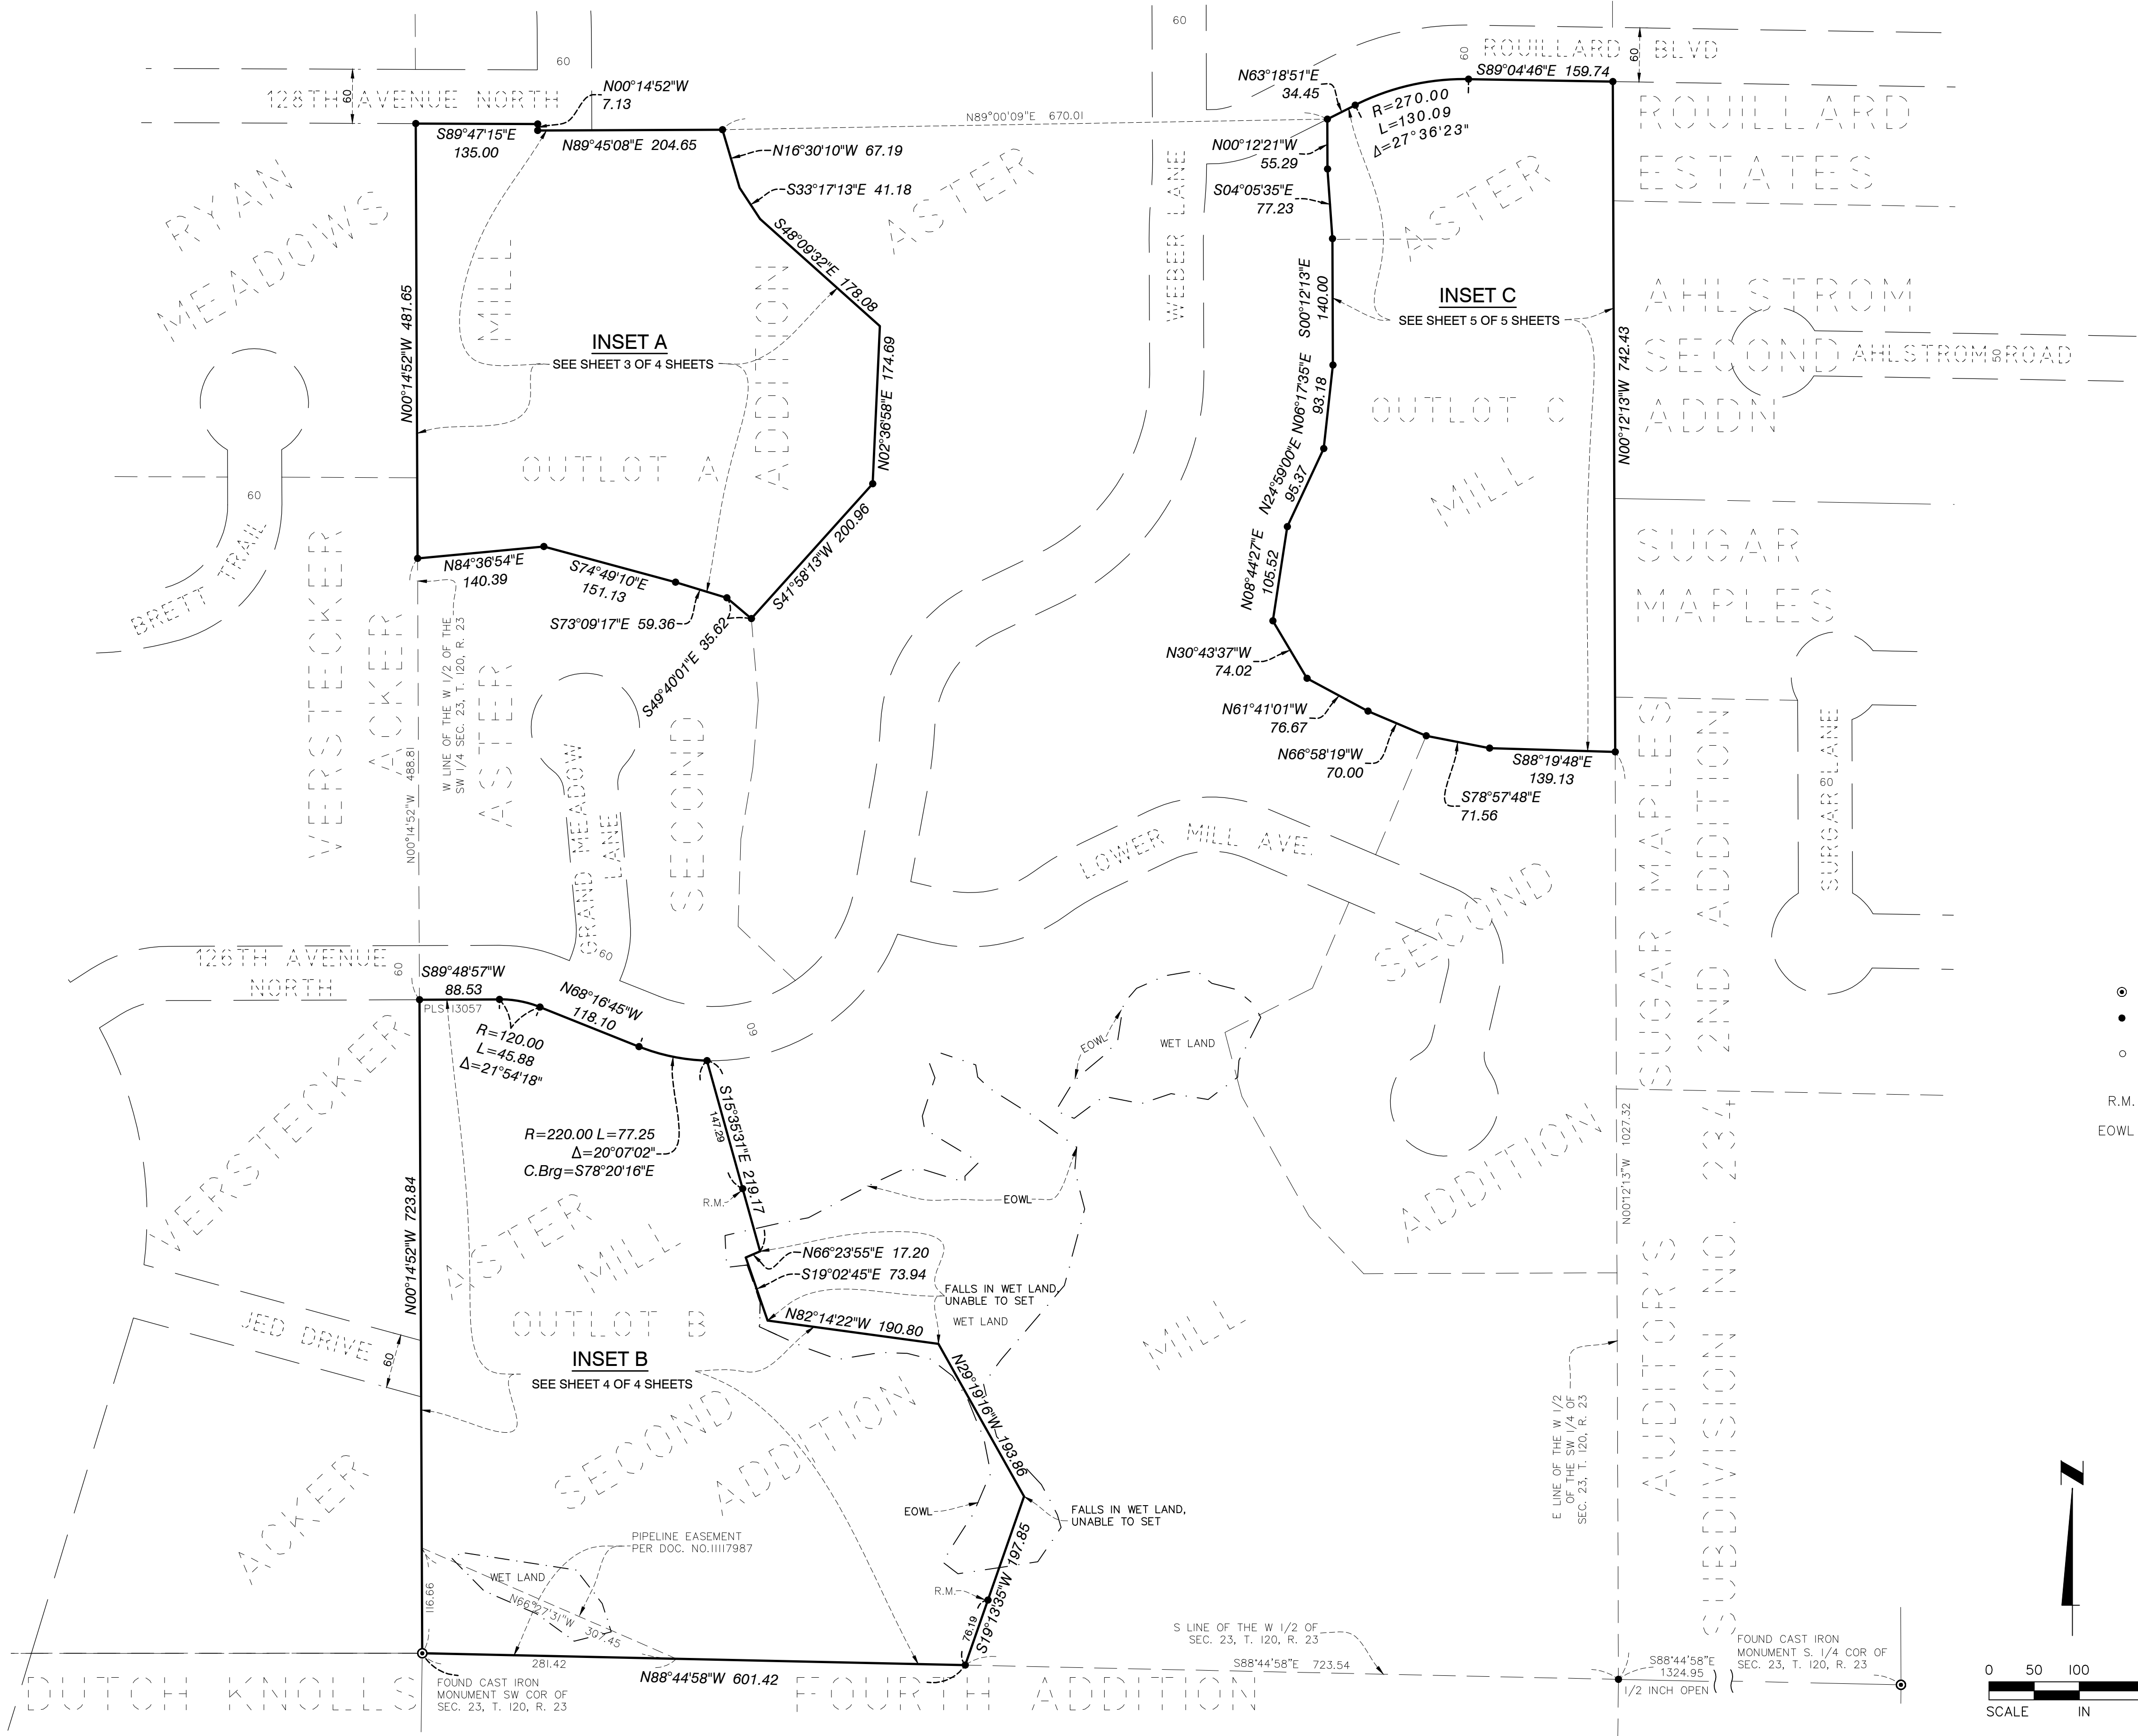 60
128TH AVENUE NORTH
60
60
N00°14'52"W
7.13
S89°47'15"E
135.00
N89°45'08"E 204.65
N89°00'09"E 670.01
N16°30'10"W 67.19
S33°17'13"E 41.18
S48°09'32"E 178.08
N02°36'58"E 174.69
S41°58'13"W 200.96
S49°40'01"E 35.62
S73°09'17"E 59.36
S74°49'10"E
151.13
N84°36'54"E
140.39
N00°14'52"W 481.65
INSET A
SEE SHEET 3 OF 4 SHEETS
OUTLOT A
ASTER
MILL
ADDITION
RYAN
MEADOWS
60
BRETT TRAIL
VERSTECKER
ACKER
W LINE OF THE W 1/2 OF THE
SW 1/4 SEC. 23, T. 120, R. 23
N00°14'52"W 488.81
ASTER
SECOND
GRAND MEADOW
LANE
60
WEBER LANE
60
ROUILLARD BLVD
60
N63°18'51"E
34.45
S89°04'46"E 159.74
R=270.00
L=130.09
Δ=27°36'23"
N00°12'21"W
55.29
S04°05'35"E
77.23
S00°12'13"E
140.00
N06°17'35"E
93.18
N24°59'00"E
95.37
N08°44'27"E
105.52
N30°43'37"W
74.02
N61°41'01"W
76.67
N66°58'19"W
70.00
S78°57'48"E
71.56
S88°19'48"E
139.13
N00°12'13"W 742.43
ASTER
INSET C
SEE SHEET 5 OF 5 SHEETS
OUTLOT C
MILL
ROUILLARD
ESTATES
AHLSTROM
SECOND
ADDN
AHLSTROM ROAD
50
SUGAR
MAPLES
SUGAR MAPLES
2ND ADDITION
SURGAR LANE
60
LOWER MILL AVE.
SECOND
ADDITION
MILL
126TH AVENUE
NORTH
60
S89°48'57"W
88.53
PLS 13057
N68°16'45"W
118.10
R=120.00
L=45.88
Δ=21°54'18"
60
R=220.00 L=77.25
Δ=20°07'02"
C.Brg=S78°20'16"E
S15°35'31"E 219.17
147.29
R.M.
N66°23'55"E 17.20
S19°02'45"E 73.94
FALLS IN WET LAND,
UNABLE TO SET
WET LAND
N82°14'22"W 190.80
N29°19'16"W 193.86
FALLS IN WET LAND,
UNABLE TO SET
S19°13'35"W 197.85
76.19
R.M.
EOWL
EOWL
EOWL
WET LAND
VERSTECKER
ACKER
JED DRIVE
60
N00°14'52"W 723.84
ASTER
MILL
OUTLOT B
INSET B
SEE SHEET 4 OF 4 SHEETS
SECOND
ADDITION
PIPELINE EASEMENT
PER DOC. NO.11117987
WET LAND
N66°27'31"W 307.45
116.66
281.42
N88°44'58"W 601.42
FOUND CAST IRON
MONUMENT SW COR OF
SEC. 23, T. 120, R. 23
DUTCH KNOLLS FOURTH ADDITION
S LINE OF THE W 1/2 OF
SEC. 23, T. 120, R. 23
S88°44'58"E 723.54
E LINE OF THE W 1/2
OF THE SW 1/4 OF
SEC. 23, T. 120, R. 23
N00°12'13"W 1027.32
AUDITOR'S
SUBDIVISION NO. 281
S88°44'58"E
1324.95
1/2 INCH OPEN
FOUND CAST IRON
MONUMENT S. 1/4 COR OF
SEC. 23, T. 120, R. 23
R.M.
EOWL
N
0 50 100
SCALE IN